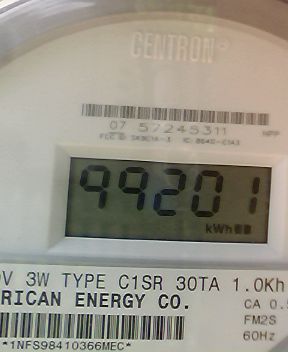 CENTRON®
07 57245311
99201
kWh
V 3W TYPE C1SR 30TA 1.0Kh
RICAN ENERGY CO.
CA 0.5
FM2S
60Hz
*1NFS98410366MEC*